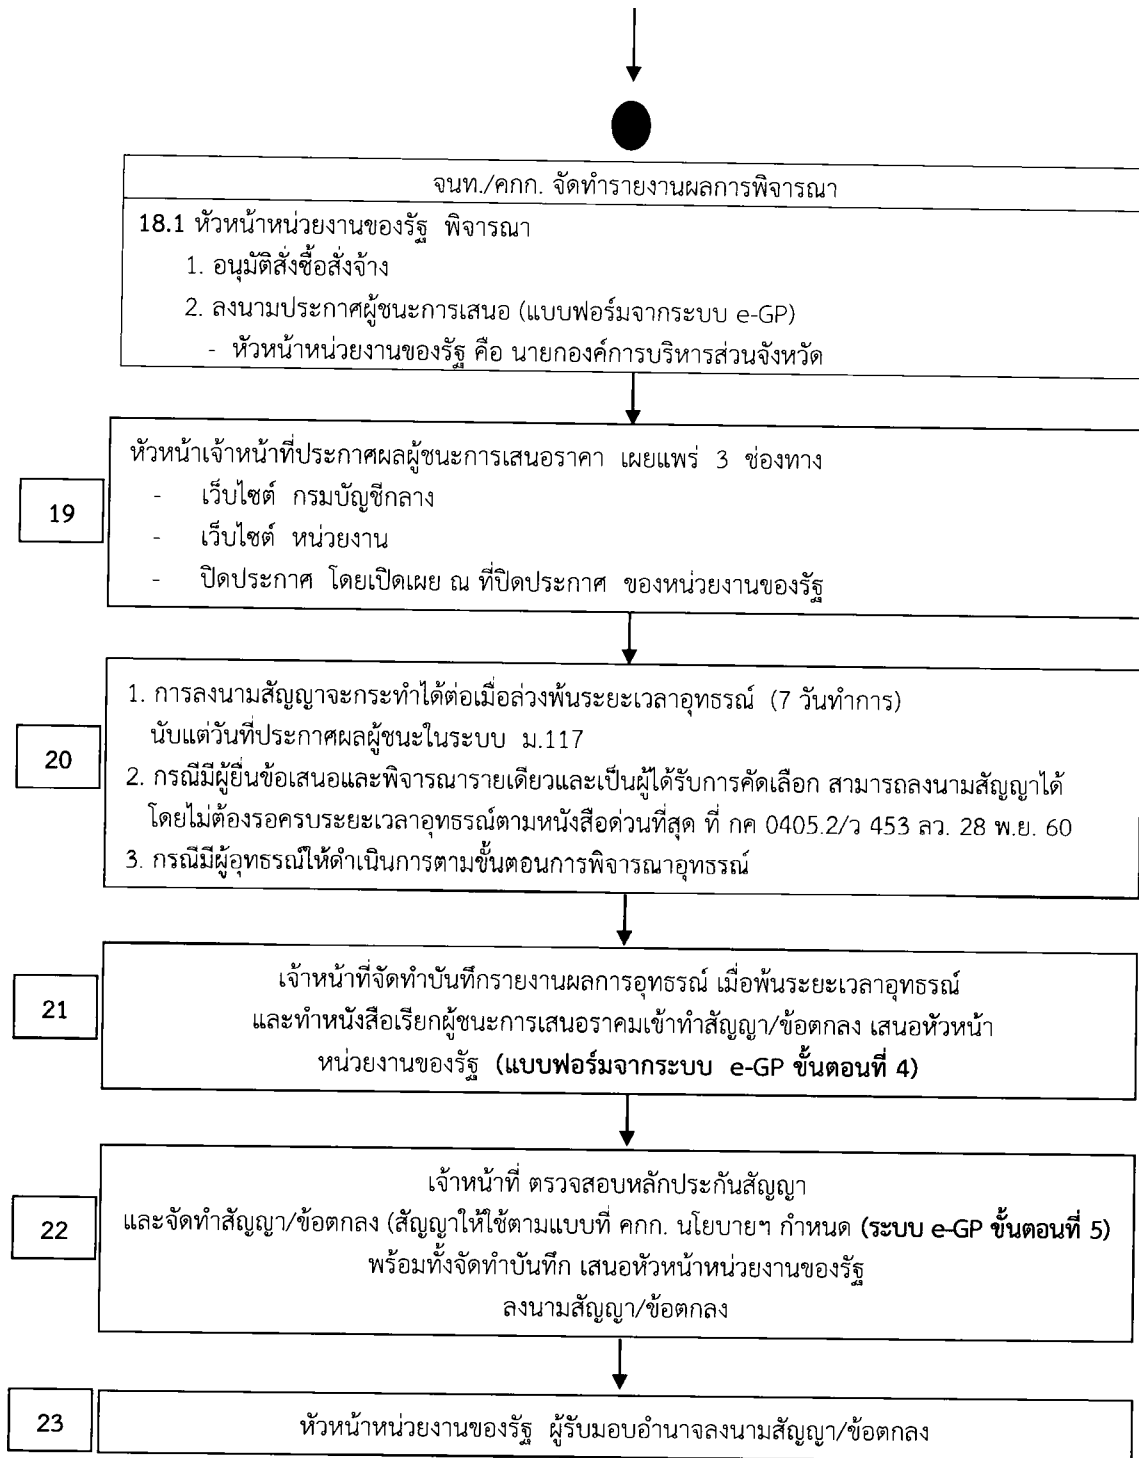 จนท./คกก. จัดทำรายงานผลการพิจารณา
18.1 หัวหน้าหน่วยงานของรัฐ พิจารณา
1. อนุมัติสั่งซื้อสั่งจ้าง
2. ลงนามประกาศผู้ชนะการเสนอ (แบบฟอร์มจากระบบ e-GP)
- หัวหน้าหน่วยงานของรัฐ คือ นายกองค์การบริหารส่วนจังหวัด
19
หัวหน้าเจ้าหน้าที่ประกาศผลผู้ชนะการเสนอราคา เผยแพร่ 3 ช่องทาง
- เว็บไซต์ กรมบัญชีกลาง
- เว็บไซต์ หน่วยงาน
- ปิดประกาศ โดยเปิดเผย ณ ที่ปิดประกาศ ของหน่วยงานของรัฐ
20
1. การลงนามสัญญาจะกระทำได้ต่อเมื่อล่วงพ้นระยะเวลาอุทธรณ์ (7 วันทำการ)
นับแต่วันที่ประกาศผลผู้ชนะในระบบ ม.117
2. กรณีมีผู้ยื่นข้อเสนอและพิจารณารายเดียวและเป็นผู้ได้รับการคัดเลือก สามารถลงนามสัญญาได้
โดยไม่ต้องรอครบระยะเวลาอุทธรณ์ตามหนังสือด่วนที่สุด ที่ กค 0405.2/ว 453 ลว. 28 พ.ย. 60
3. กรณีมีผู้อุทธรณ์ให้ดำเนินการตามขั้นตอนการพิจารณาอุทธรณ์
21
เจ้าหน้าที่จัดทำบันทึกรายงานผลการอุทธรณ์ เมื่อพ้นระยะเวลาอุทธรณ์
และทำหนังสือเรียกผู้ชนะการเสนอราคมเข้าทำสัญญา/ข้อตกลง เสนอหัวหน้า
หน่วยงานของรัฐ (แบบฟอร์มจากระบบ e-GP ขั้นตอนที่ 4)
22
เจ้าหน้าที่ ตรวจสอบหลักประกันสัญญา
และจัดทำสัญญา/ข้อตกลง (สัญญาให้ใช้ตามแบบที่ คกก. นโยบายฯ กำหนด (ระบบ e-GP ขั้นตอนที่ 5)
พร้อมทั้งจัดทำบันทึก เสนอหัวหน้าหน่วยงานของรัฐ
ลงนามสัญญา/ข้อตกลง
23
หัวหน้าหน่วยงานของรัฐ ผู้รับมอบอำนาจลงนามสัญญา/ข้อตกลง